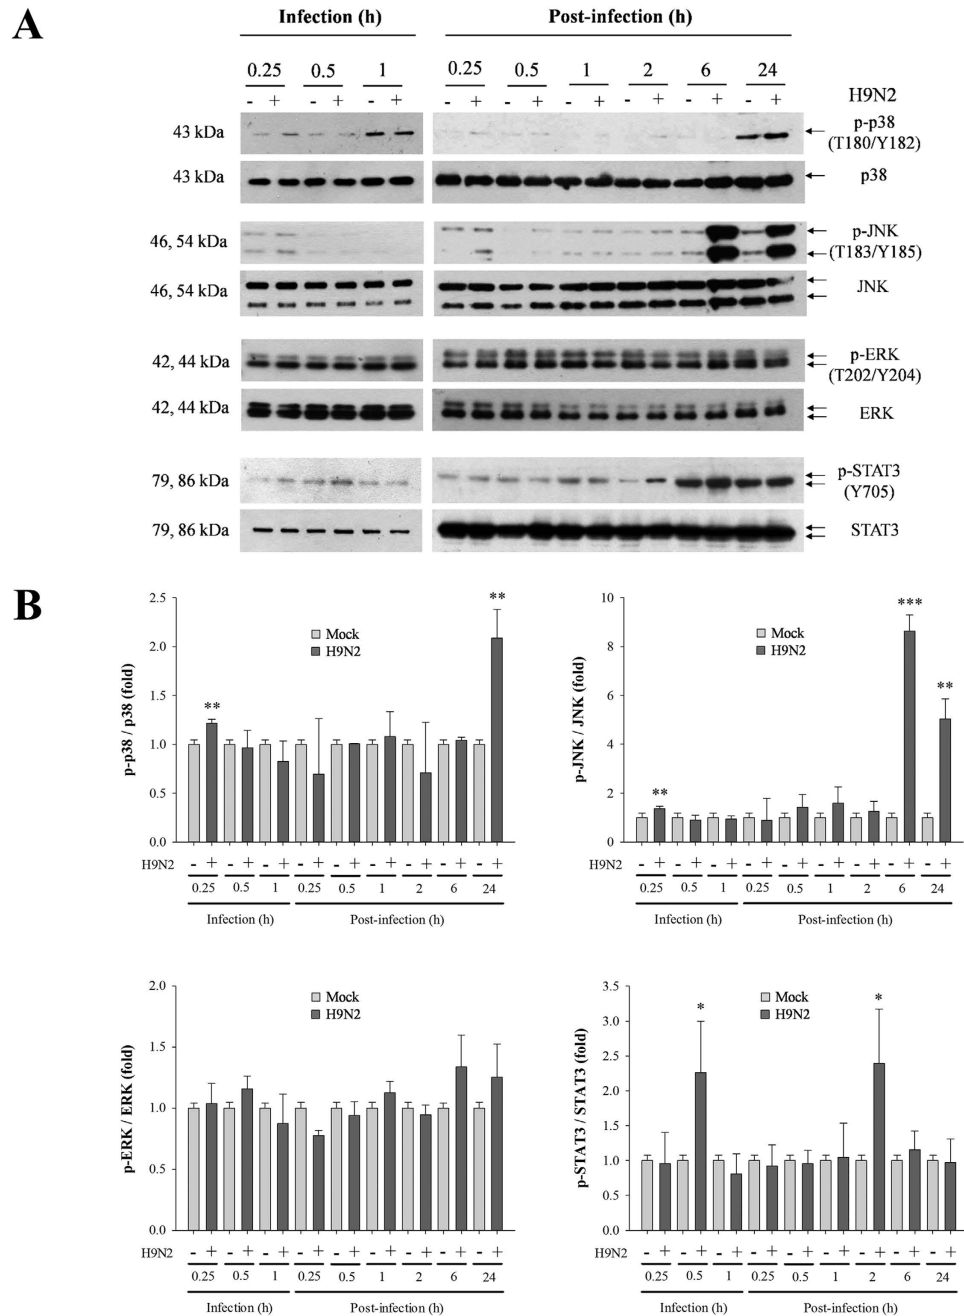 A
Infection (h) Post-infection (h)
0.25 0.5 1 0.25 0.5 1 2 6 24
- + - + - + - + - + - + - + - + - + H9N2
43 kDa p-p38
(T180/Y182)
43 kDa p38
46, 54 kDa p-JNK
(T183/Y185)
46, 54 kDa JNK
42, 44 kDa p-ERK
(T202/Y204)
42, 44 kDa ERK
79, 86 kDa p-STAT3
(Y705)
79, 86 kDa STAT3
B
p-p38 / p38 (fold)
2.5
2.0
1.5
1.0
0.5
0.0
Mock
H9N2
** **
H9N2 - + - + - + - + - + - + - + - + - +
0.25 0.5 1 0.25 0.5 1 2 6 24
Infection (h) Post-infection (h)
p-JNK / JNK (fold)
10
8
6
4
2
0
Mock
H9N2
** *** **
H9N2 - + - + - + - + - + - + - + - + - +
0.25 0.5 1 0.25 0.5 1 2 6 24
Infection (h) Post-infection (h)
p-ERK / ERK (fold)
2.0
1.5
1.0
0.5
0.0
Mock
H9N2
H9N2 - + - + - + - + - + - + - + - + - +
0.25 0.5 1 0.25 0.5 1 2 6 24
Infection (h) Post-infection (h)
p-STAT3 / STAT3 (fold)
3.5
3.0
2.5
2.0
1.5
1.0
0.5
0.0
Mock
H9N2
* *
H9N2 - + - + - + - + - + - + - + - + - +
0.25 0.5 1 0.25 0.5 1 2 6 24
Infection (h) Post-infection (h)